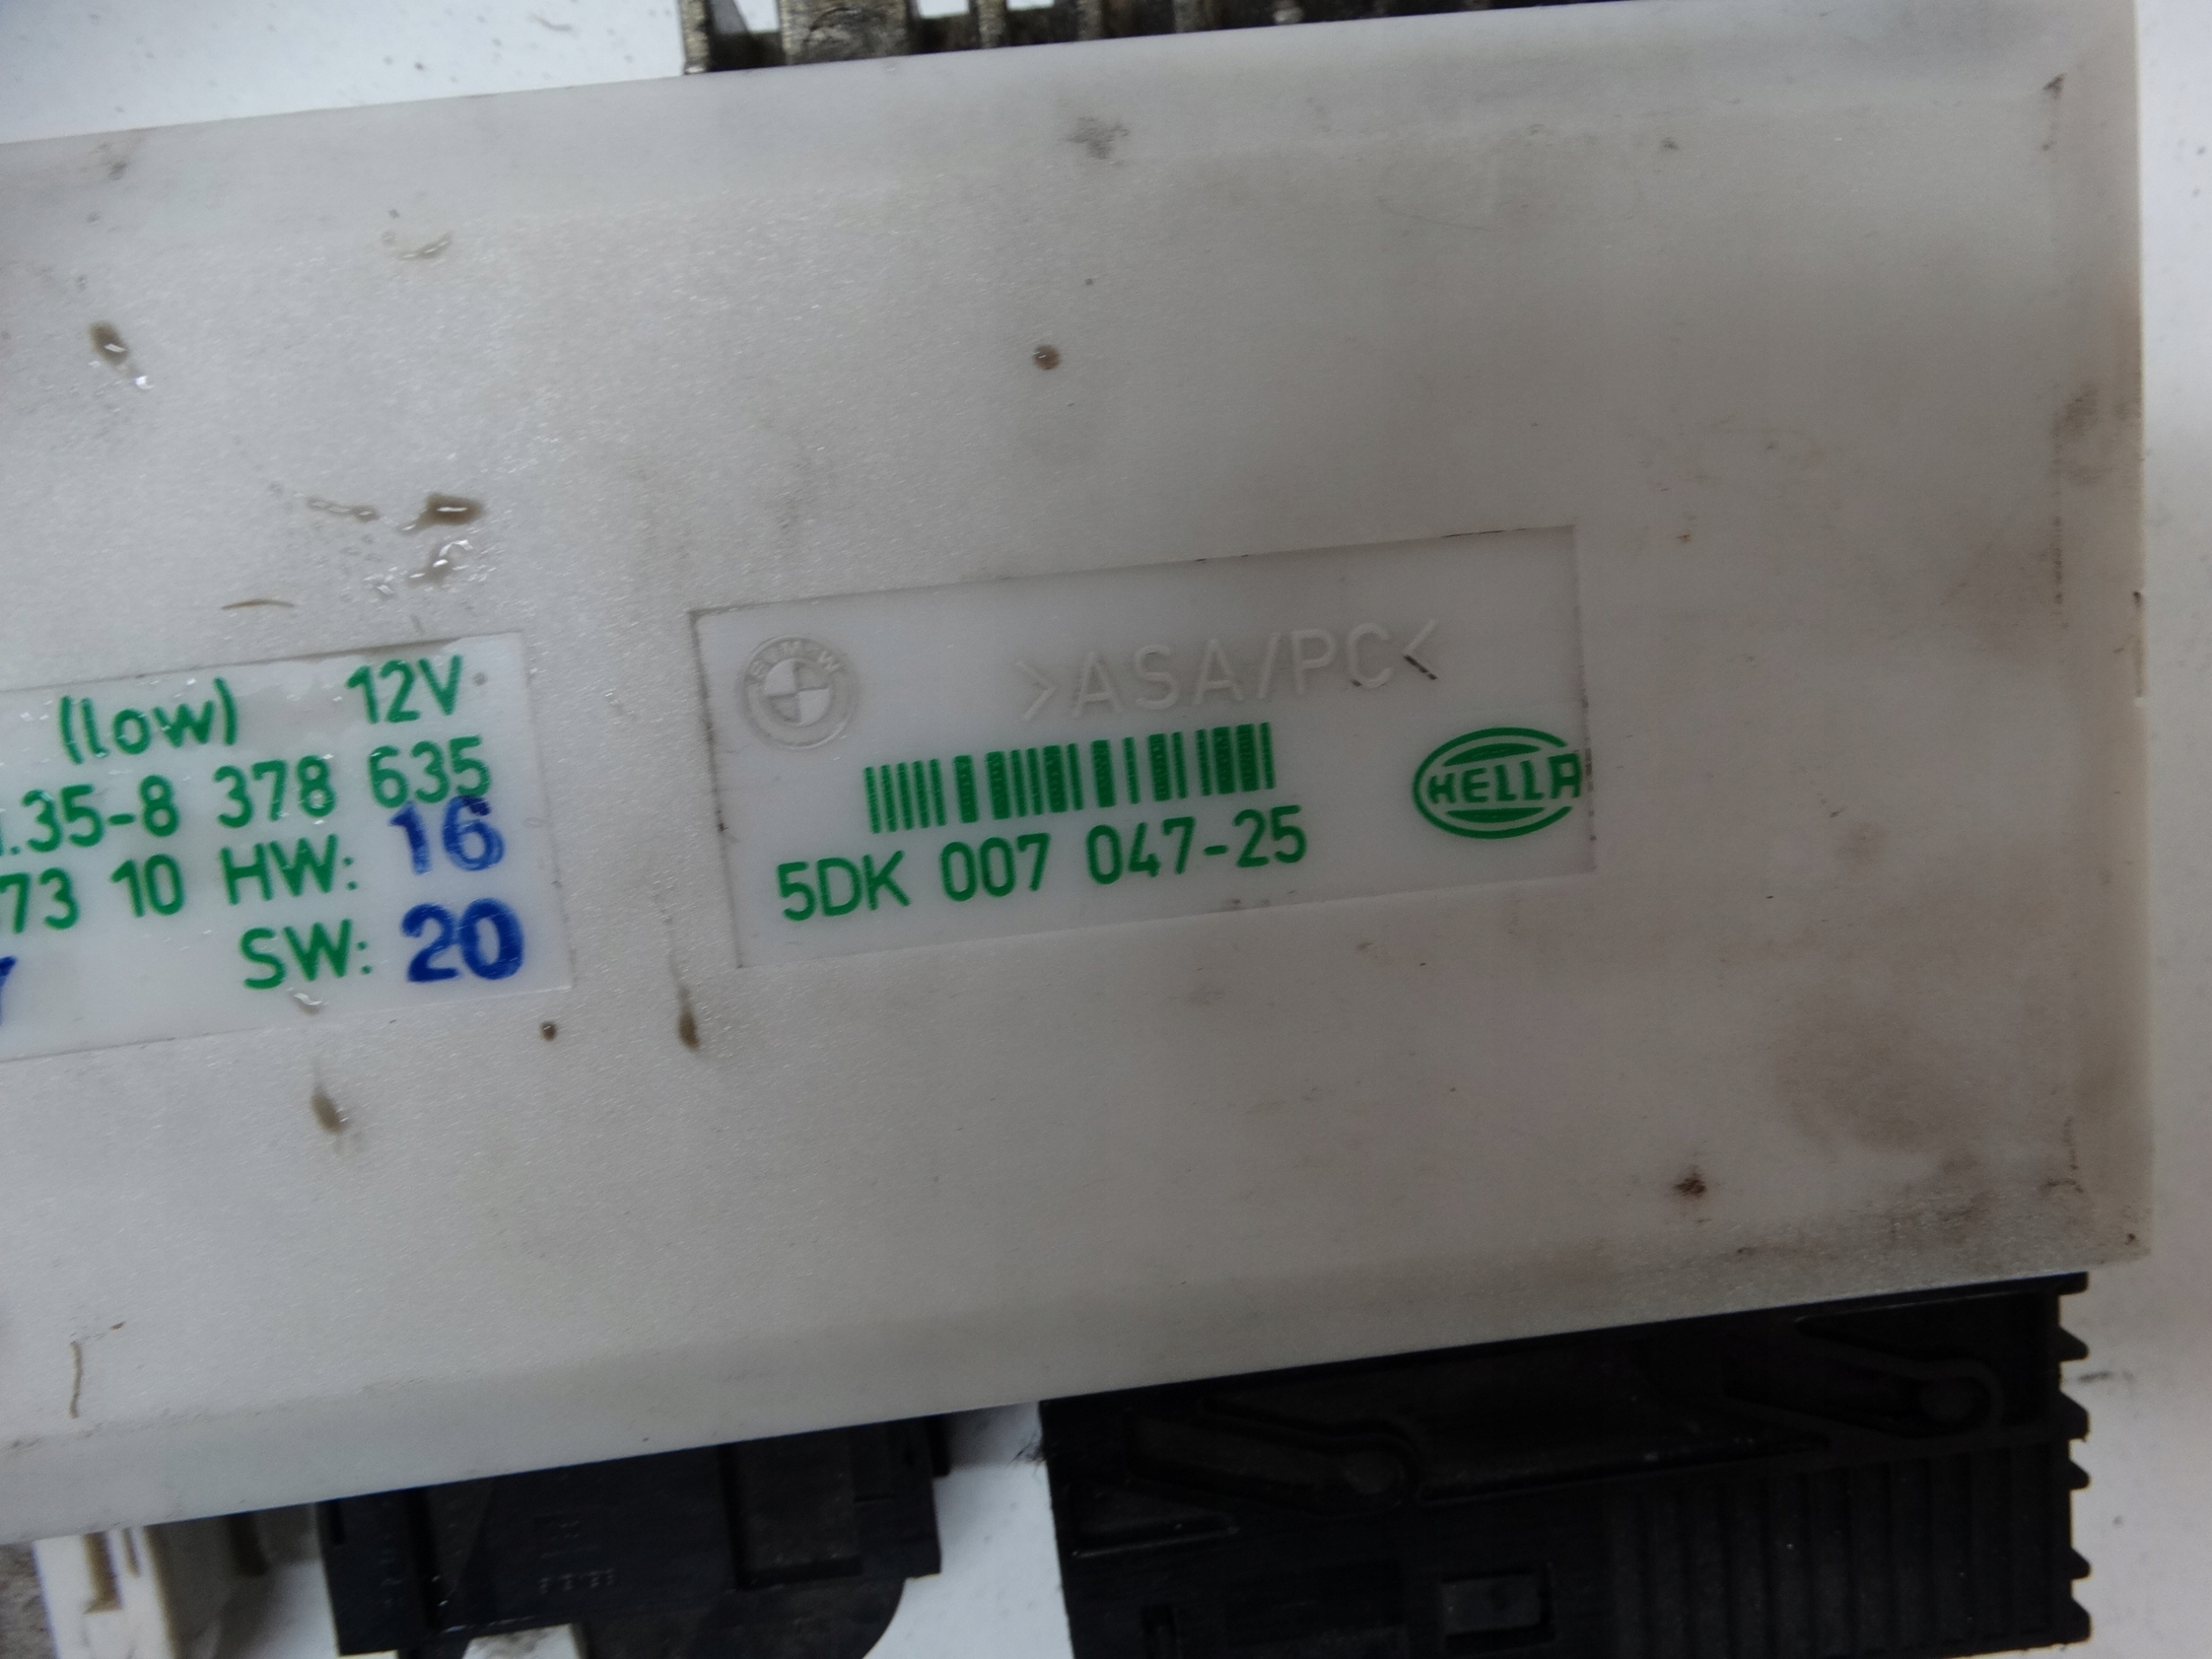 (low) 12V
.35-8 378 635
73 10 HW: 16
SW: 20
BMW
>ASA/PC<
5DK 007 047-25
HELLA